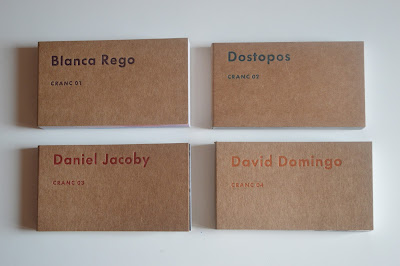 Blanca Rego
CRANC 01
Dostopos
CRANC 02
Daniel Jacoby
CRANC 03
David Domingo
CRANC 04